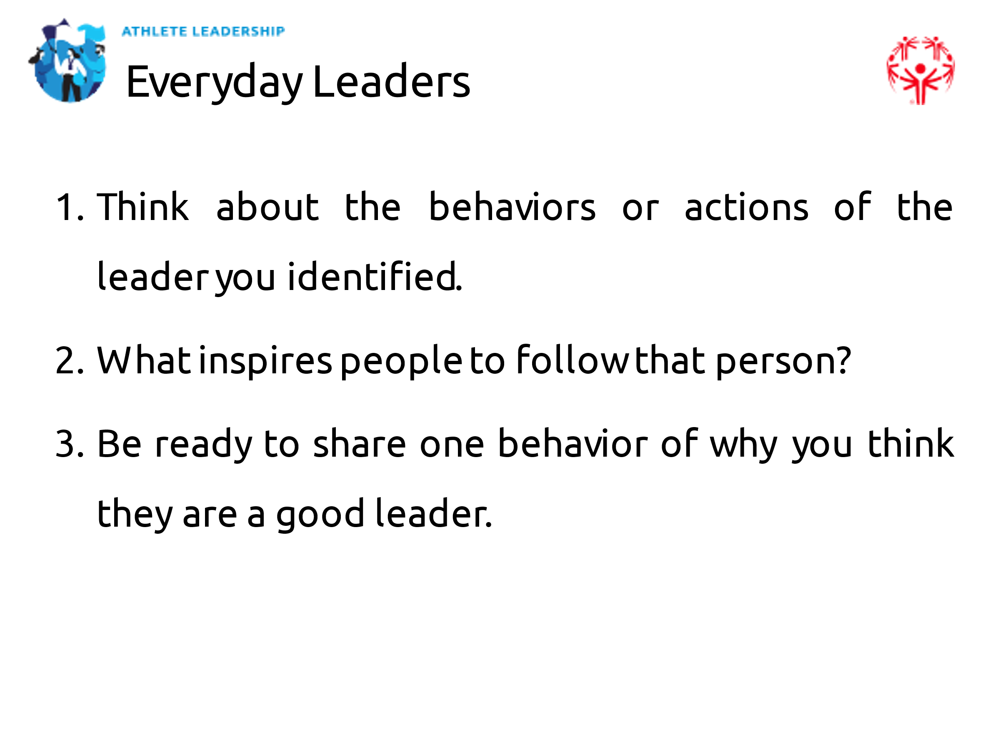 ATHLETE LEADERSHIP
Everyday Leaders
1. Think about the behaviors or actions of the
leader you identified.
2. What inspires people to follow that person?
3. Be ready to share one behavior of why you think
they are a good leader.